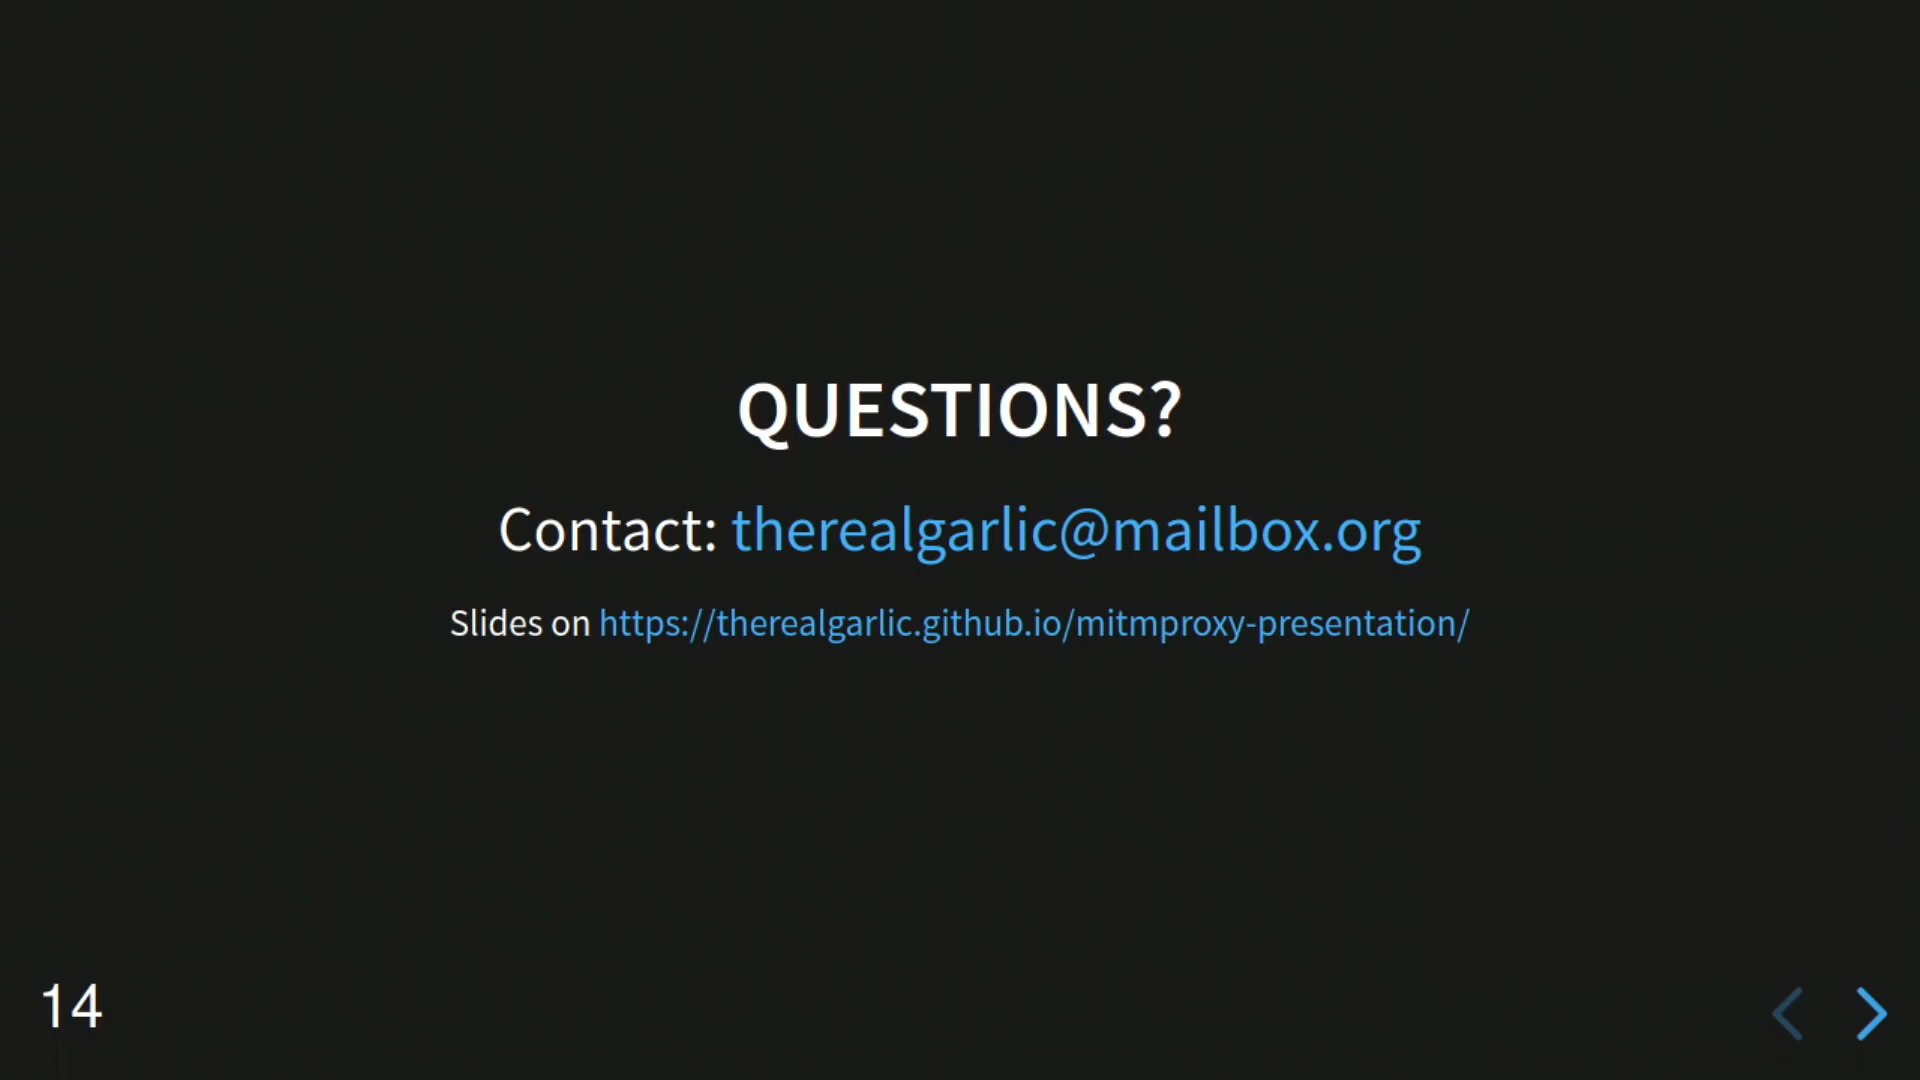 QUESTIONS?
Contact: therealgarlic@mailbox.org
Slides on https://therealgarlic.github.io/mitmproxy-presentation/
14